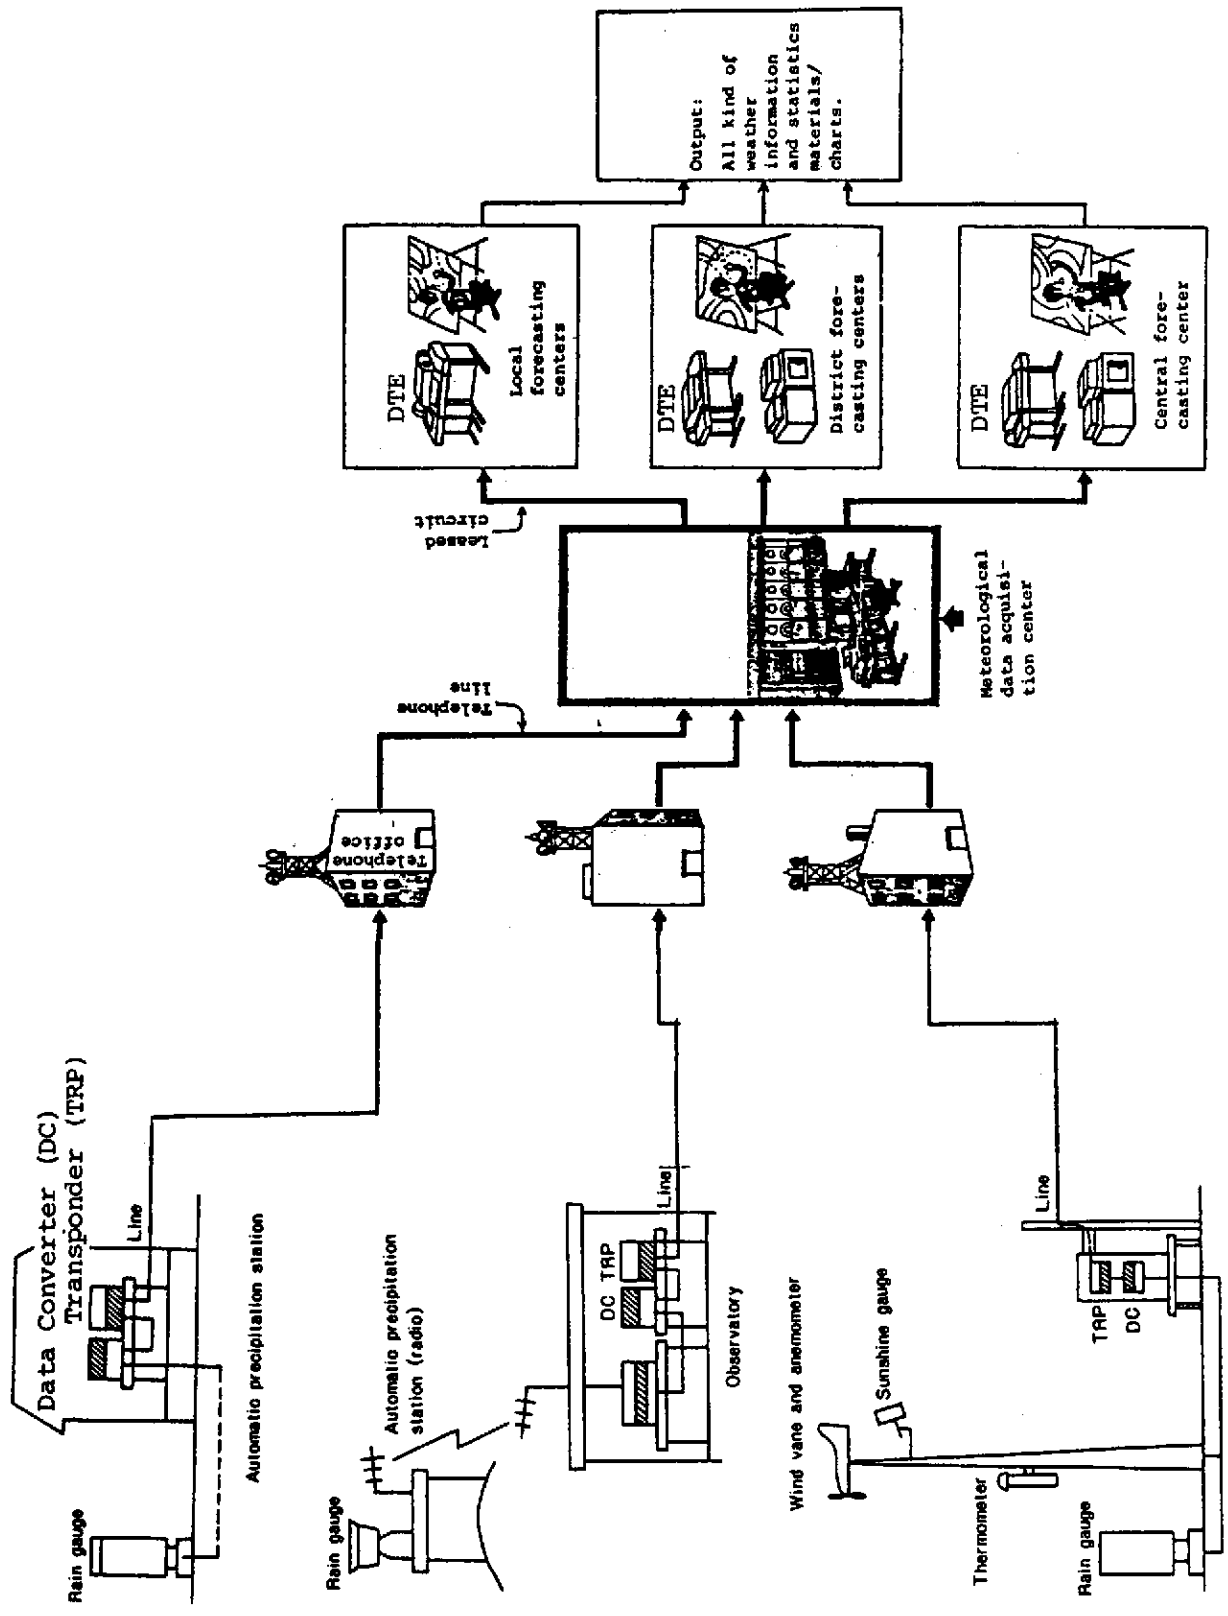 Rain gauge
Data Converter (DC)
Transponder (TRP)
Line
Automatic precipitation station
Rain gauge
Automatic precipitation
station (radio)
DC TRP
Line
Observatory
Wind vane and anemometer
Sunshine gauge
Thermometer
Rain gauge
TRP
DC
Line
Telephone
office
Telephone
line
Meteorological
data acquisi-
tion center
Leased
circuit
DTE
Local
forecasting
centers
DTE
District fore-
casting centers
DTE
Central fore-
casting center
Output:
All kind of
weather
information
and statistics
materials/
charts.